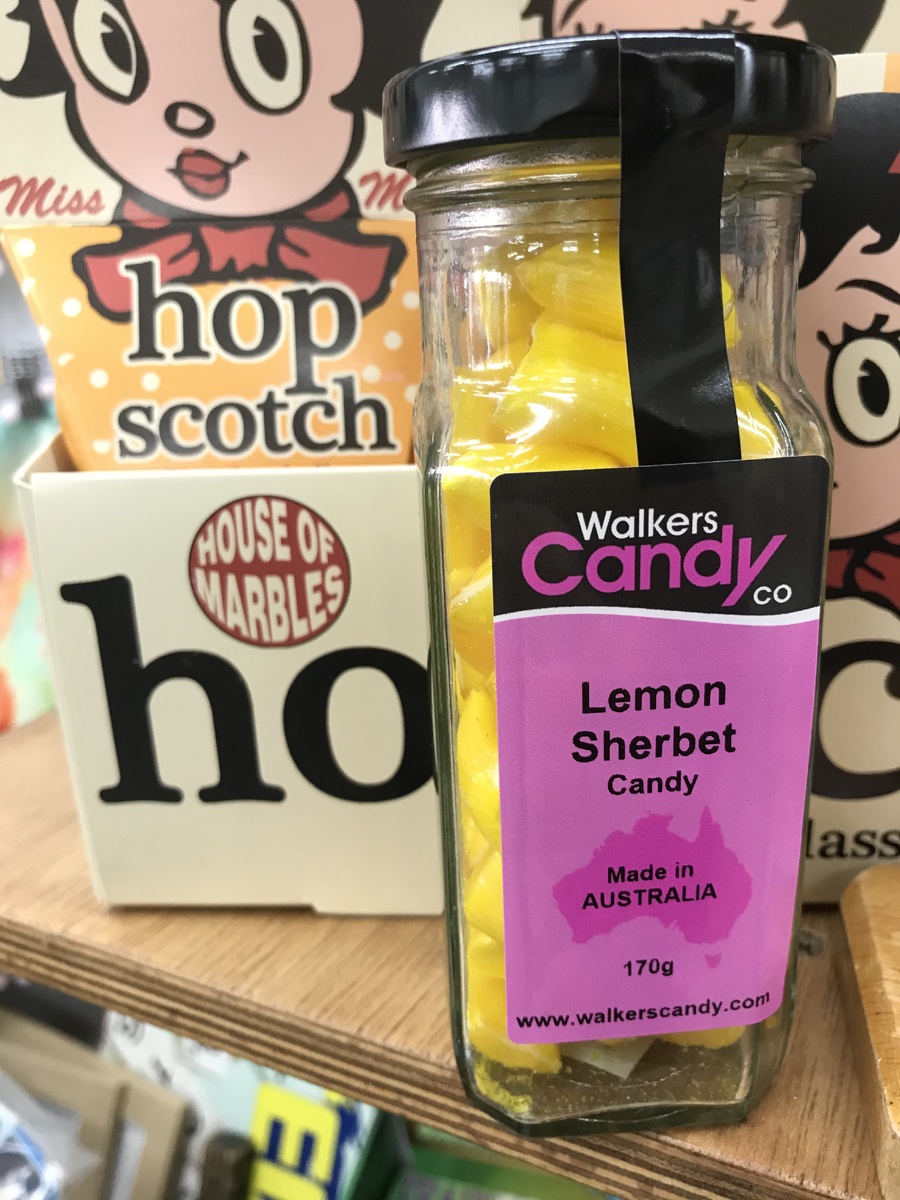 Miss
hop
scotch
HOUSE OF
MARBLES
ho
Walkers
Candy
CO
Lemon
Sherbet
Candy
Made in
AUSTRALIA
170g
www.walkerscandy.com